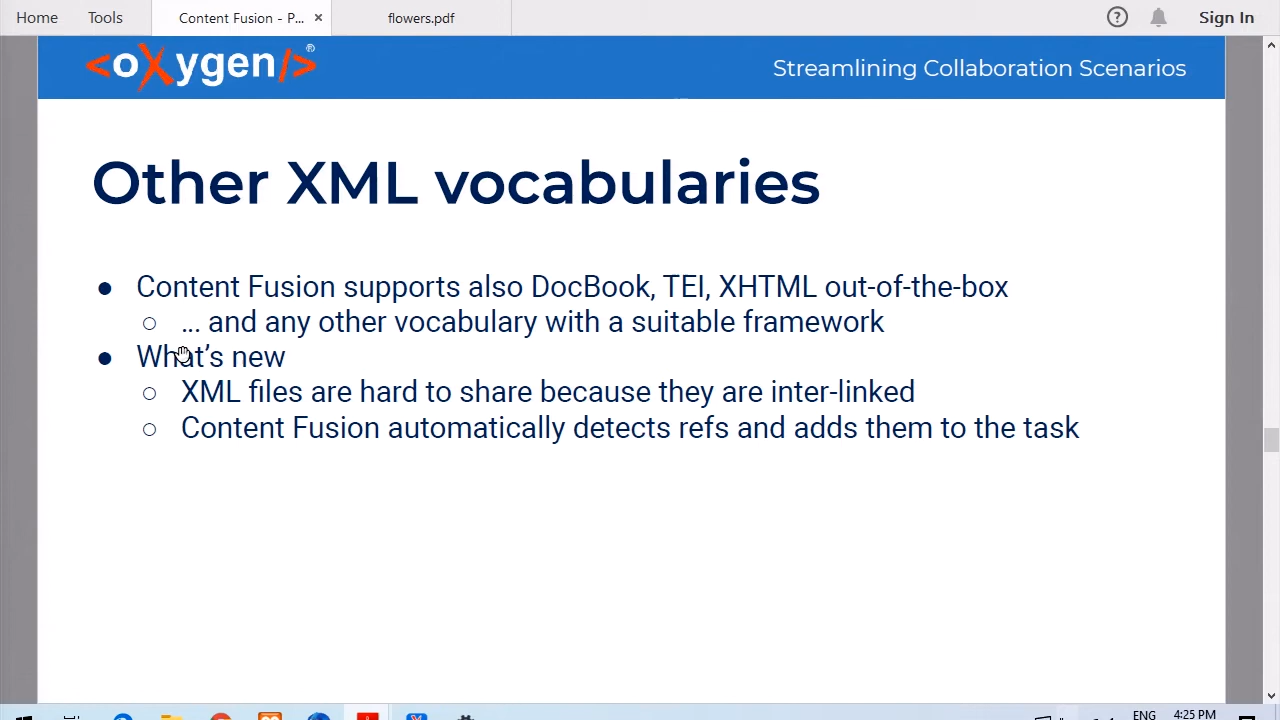 Home Tools Content Fusion - P... × flowers.pdf ? Sign In
<oXygen/>® Streamlining Collaboration Scenarios
Other XML vocabularies
● Content Fusion supports also DocBook, TEI, XHTML out-of-the-box
○ ... and any other vocabulary with a suitable framework
● What’s new
○ XML files are hard to share because they are inter-linked
○ Content Fusion automatically detects refs and adds them to the task
ENG 4:25 PM